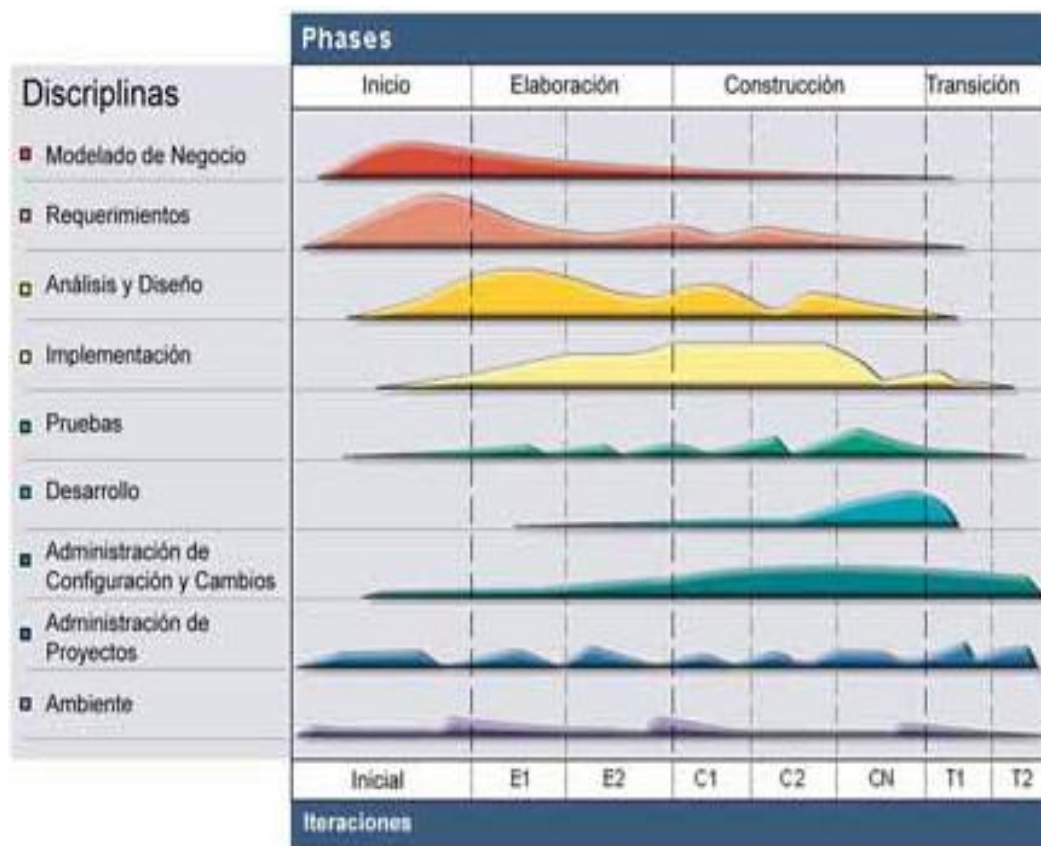 Phases
Inicio Elaboración Construcción Transición
Discriplinas
Modelado de Negocio
Requerimientos
Análisis y Diseño
Implementación
Pruebas
Desarrollo
Administración de
Configuración y Cambios
Administración de
Proyectos
Ambiente
Inicial E1 E2 C1 C2 CN T1 T2
Iteraciones